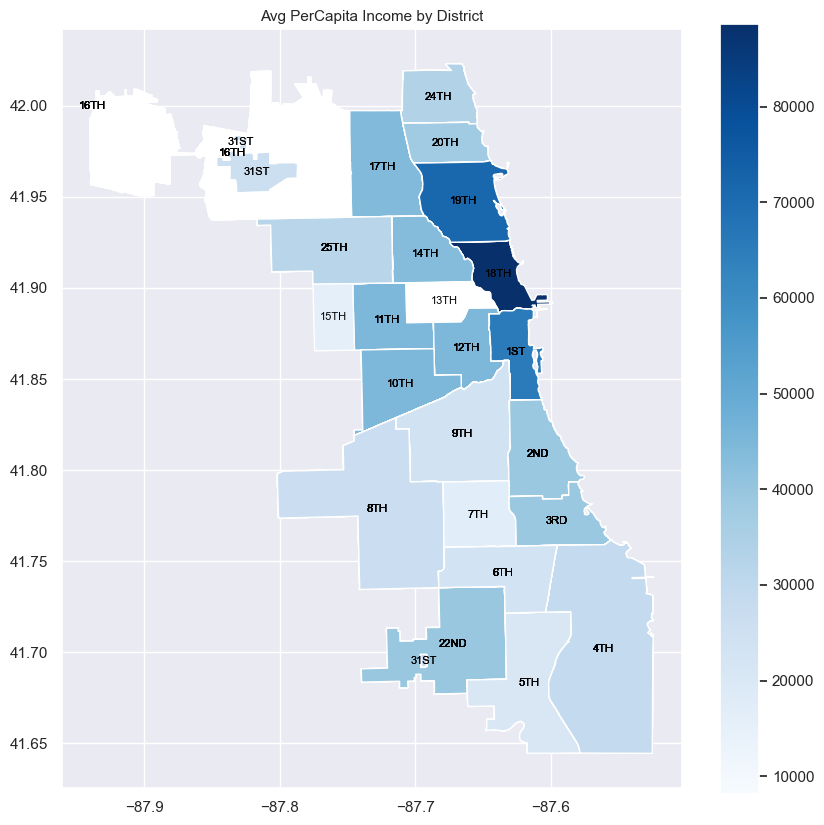 Avg PerCapita Income by District
42.00
41.95
41.90
41.85
41.80
41.75
41.70
41.65
−87.9
−87.8
−87.7
−87.6
16TH
31ST
16TH
31ST
24TH
20TH
17TH
19TH
25TH
14TH
18TH
13TH
15TH
11TH
12TH
1ST
10TH
9TH
2ND
8TH
7TH
3RD
6TH
22ND
31ST
4TH
5TH
80000
70000
60000
50000
40000
30000
20000
10000